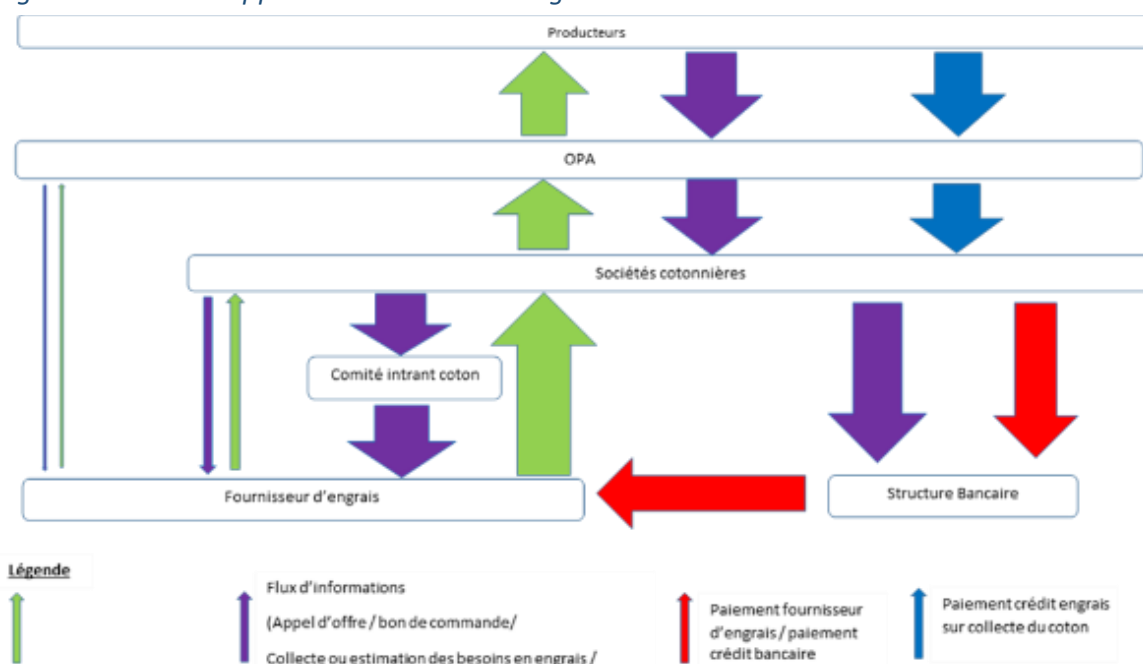 Producteurs
OPA
Sociétés cotonnières
Comité intrant coton
Fournisseur d'engrais
Structure Bancaire
Légende
Flux d'informations
(Appel d'offre / bon de commande/
Collecte ou estimation des besoins en engrais /
Paiement fournisseur
d'engrais / paiement
crédit bancaire
Paiement crédit engrais
sur collecte du coton